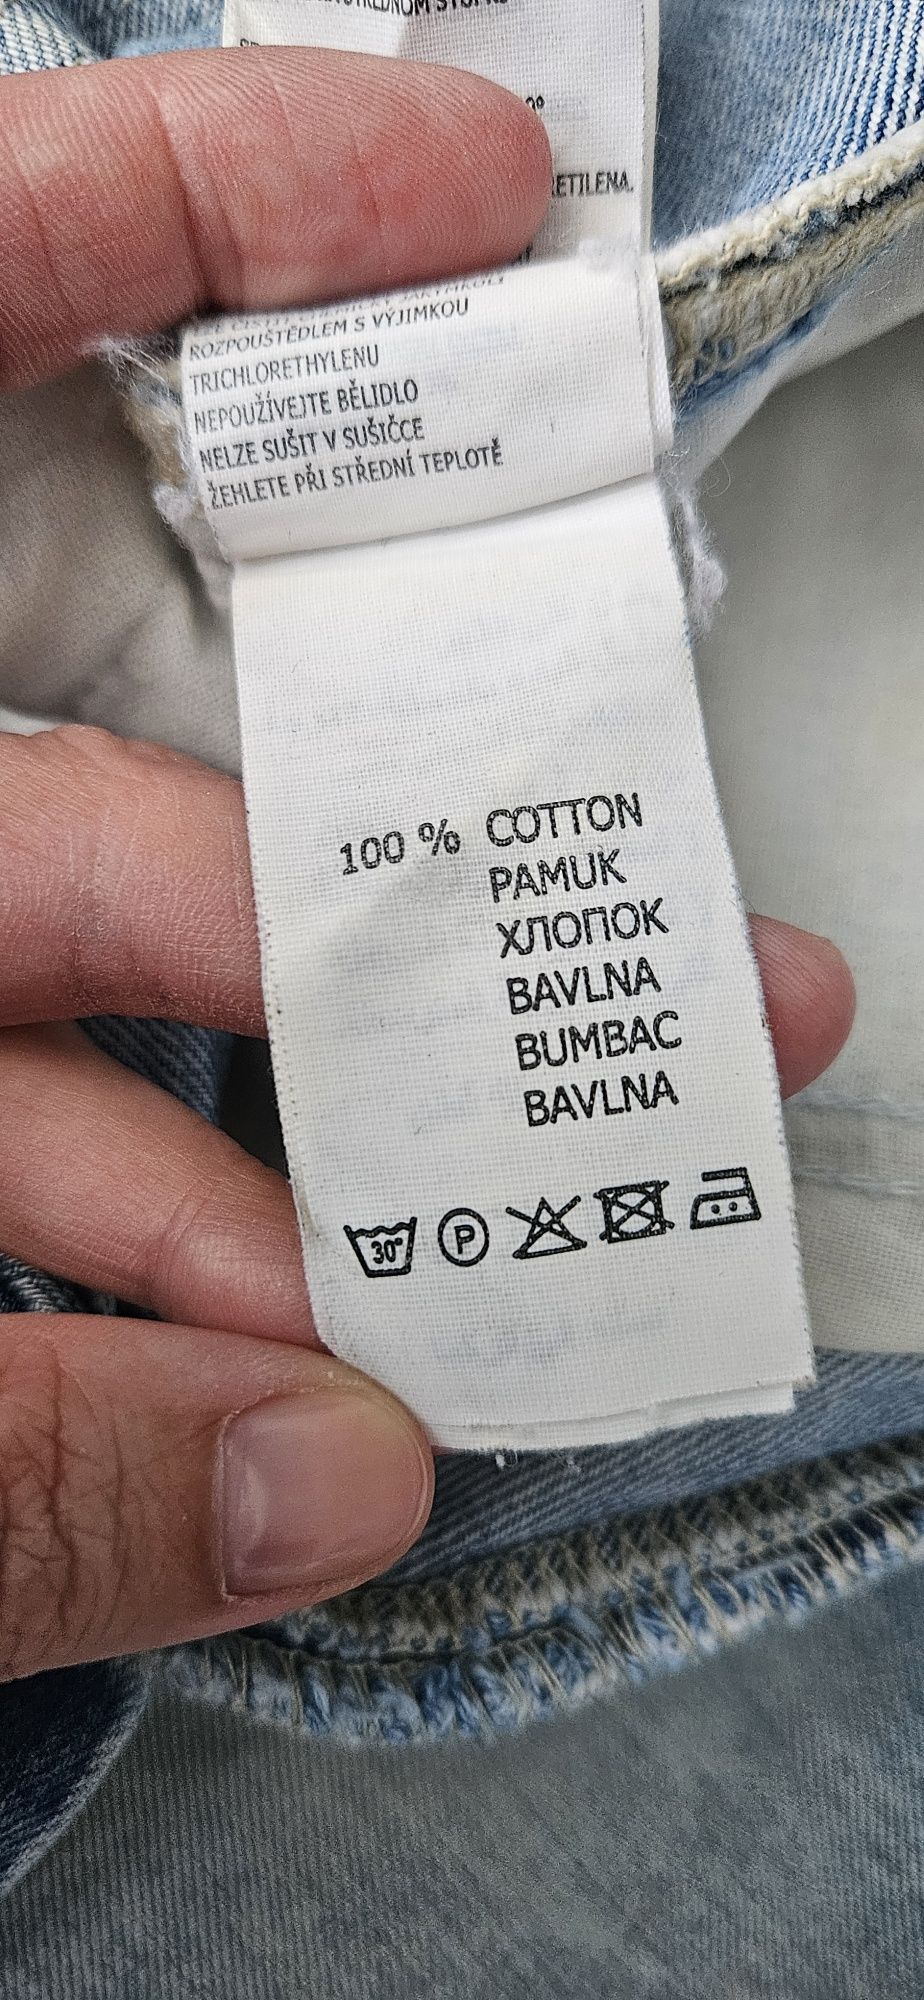 ETILENA.
ROZPOUŠTĚDLEM S VÝJIMKOU
TRICHLORETHYLENU
NEPOUŽÍVEJTE BĚLIDLO
NELZE SUŠIT V SUŠIČCE
ŽEHLETE PŘI STŘEDNÍ TEPLOTĚ
100 % COTTON
PAMUK
ХЛОПОК
BAVLNA
BUMBAC
BAVLNA
30° P